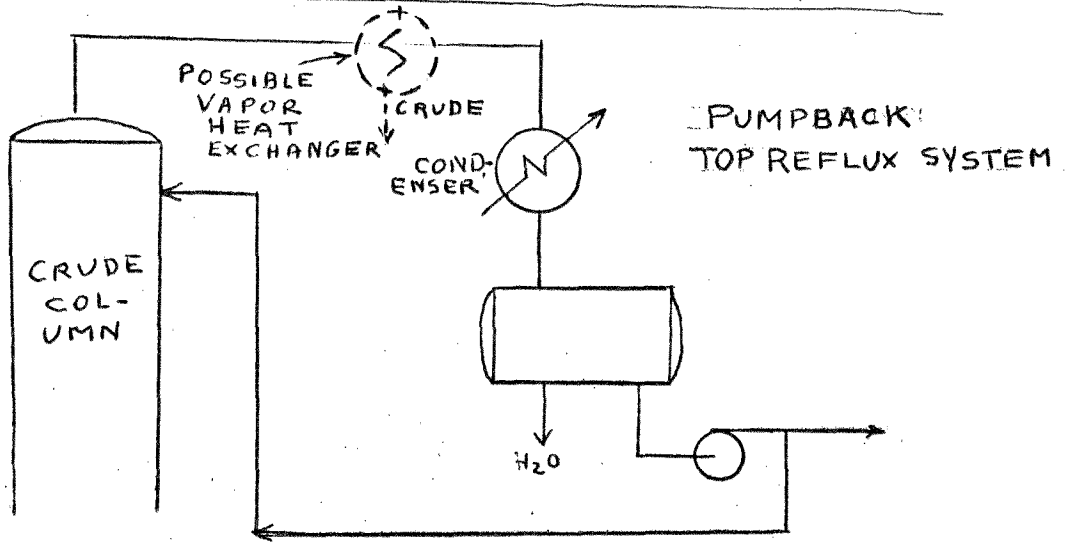 POSSIBLE
VAPOR
HEAT
EXCHANGER
CRUDE
COND-
ENSER
PUMPBACK
TOP REFLUX SYSTEM
CRUDE
COL-
UMN
H₂O